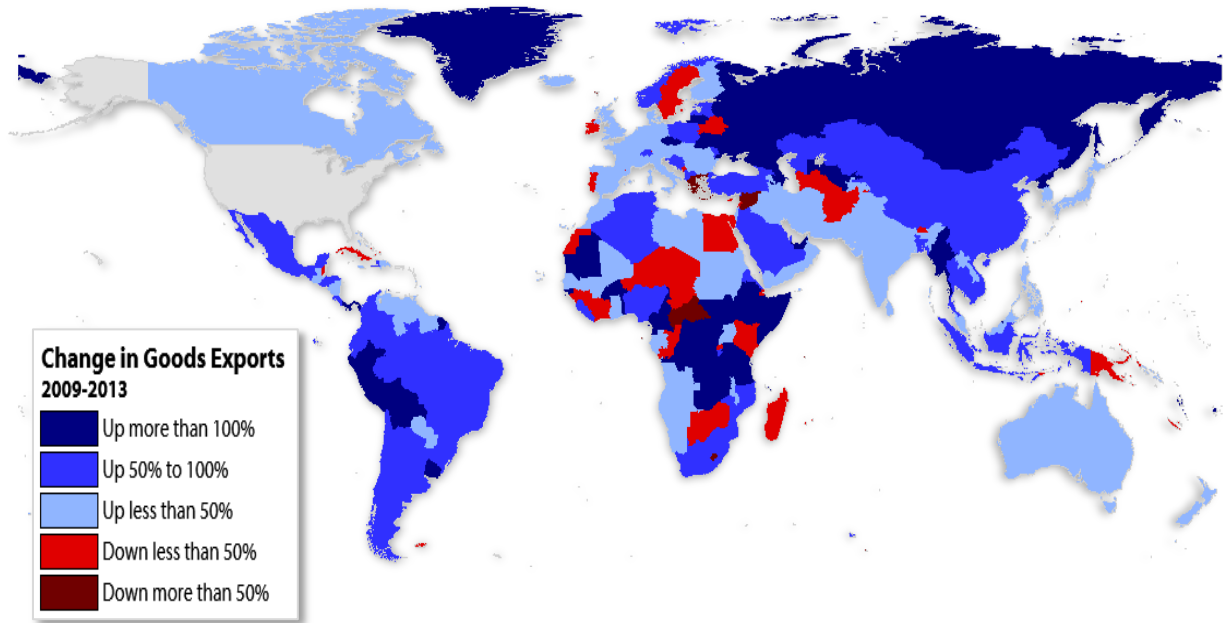 Change in Goods Exports
2009-2013
Up more than 100%
Up 50% to 100%
Up less than 50%
Down less than 50%
Down more than 50%